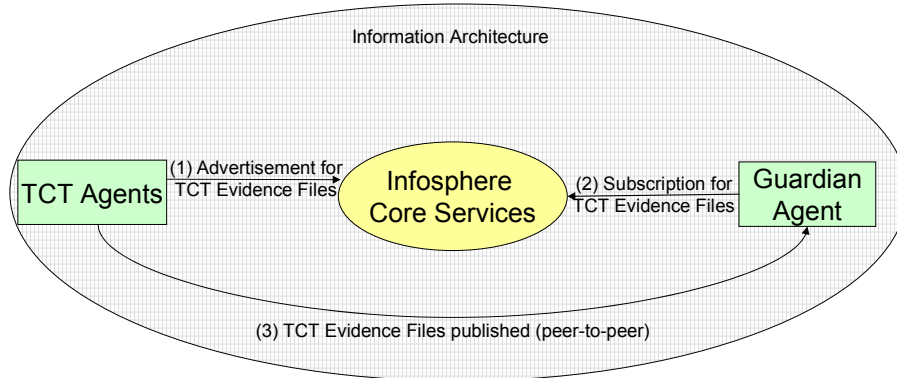 Information Architecture
TCT Agents
(1) Advertisement for
TCT Evidence Files
Infosphere
Core Services
(2) Subscription for
TCT Evidence Files
Guardian
Agent
(3) TCT Evidence Files published (peer-to-peer)